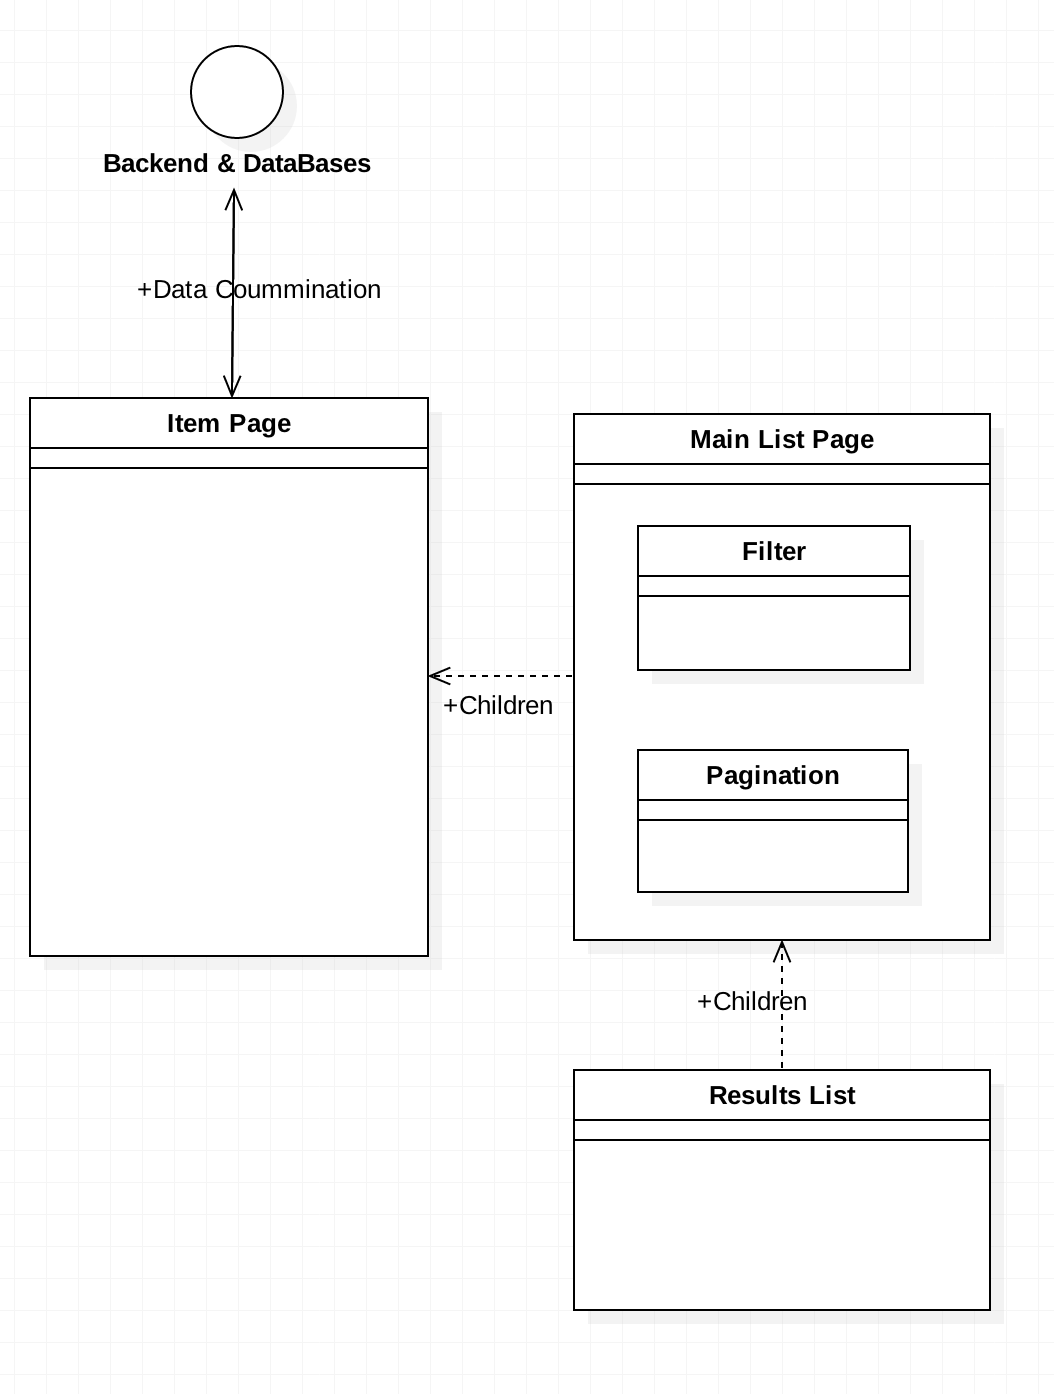 Backend & DataBases
+Data Coummination
Item Page
Main List Page
Filter
+Children
Pagination
+Children
Results List